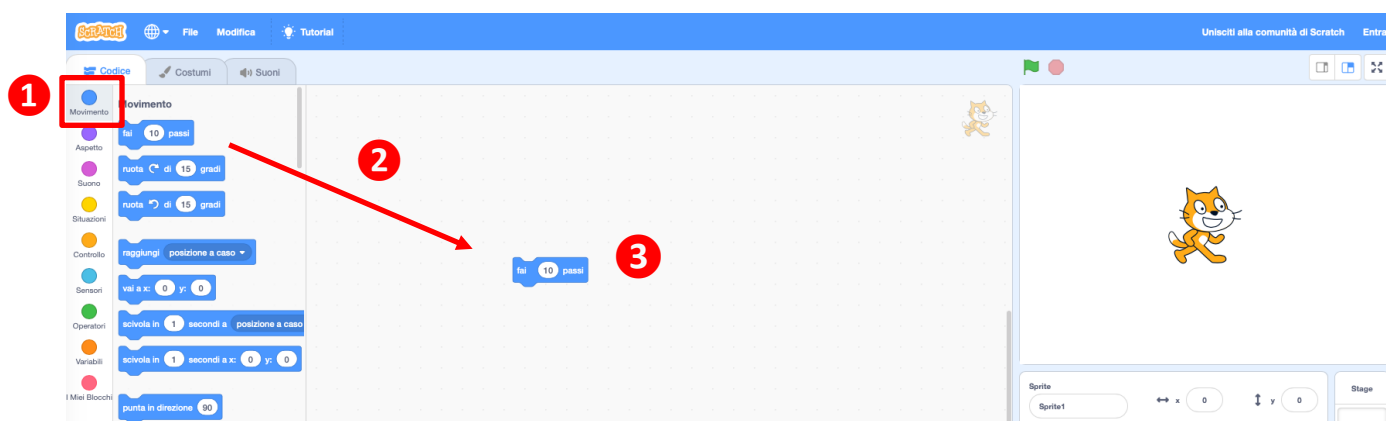 SCRATCH File Modifica Tutorial Unisciti alla comunità di Scratch
Codice Costumi Suoni
1
Movimento
Aspetto
Suono
Situazioni
Controllo
Sensori
Operatori
Variabili
I Miei Blocchi
Movimento
fai 10 passi
ruota di 15 gradi
ruota di 15 gradi
raggiungi posizione a caso
vai a x: 0 y: 0
scivola in 1 secondi a posizione a caso
scivola in 1 secondi a x: 0 y: 0
punta in direzione 90
2
3
fai 10 passi
Sprite
Sprite1 x 0 y 0
Stage